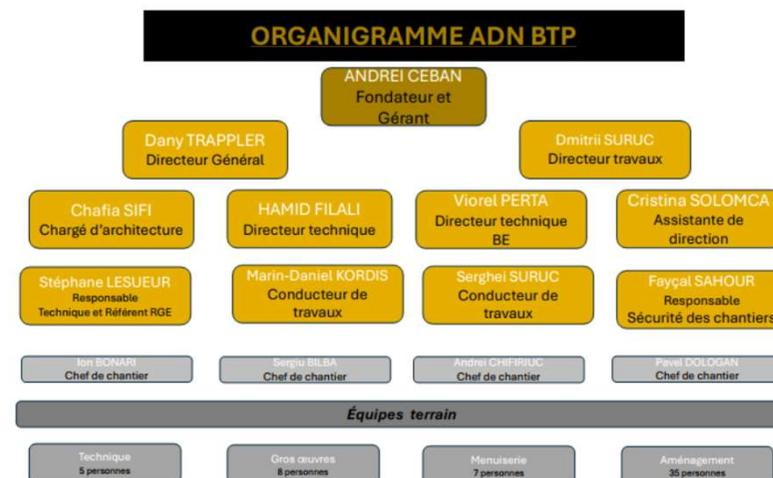 ORGANIGRAMME ADN BTP
ANDREI CEBAN
Fondateur et
Gérant
Dany TRAPPLER
Directeur Général
Dmitrii SURUC
Directeur travaux
Chafia SIFI
Chargé d'architecture
HAMID FILALI
Directeur technique
Viorel PERTA
Directeur technique
BE
Cristina SOLOMCA
Assistante de
direction
Stéphane LESUEUR
Responsable
Technique et Référent RGE
Marin-Daniel KORDIS
Conducteur de
travaux
Serghei SURUC
Conducteur de
travaux
Fayçal SAHOUR
Responsable
Sécurité des chantiers
Ion BONARI
Chef de chantier
Sergiu BILBA
Chef de chantier
Andrei CHIFIRIUC
Chef de chantier
Pavel DOLOGAN
Chef de chantier
Équipes terrain
Technique
5 personnes
Gros œuvres
8 personnes
Menuiserie
7 personnes
Aménagement
35 personnes